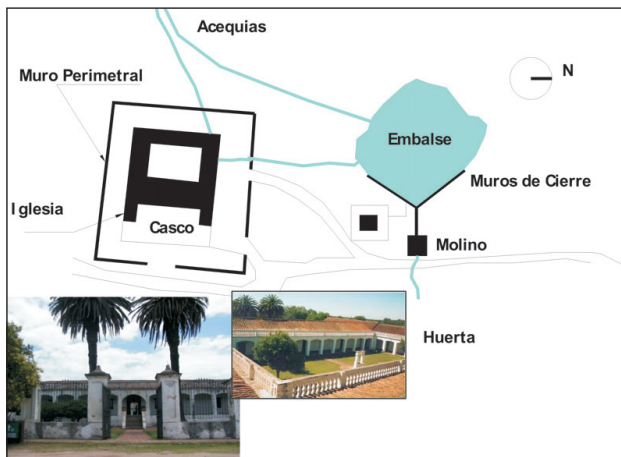 Acequias
Muro Perimetral
N
Embalse
Muros de Cierre
Iglesia
Casco
Molino
Huerta